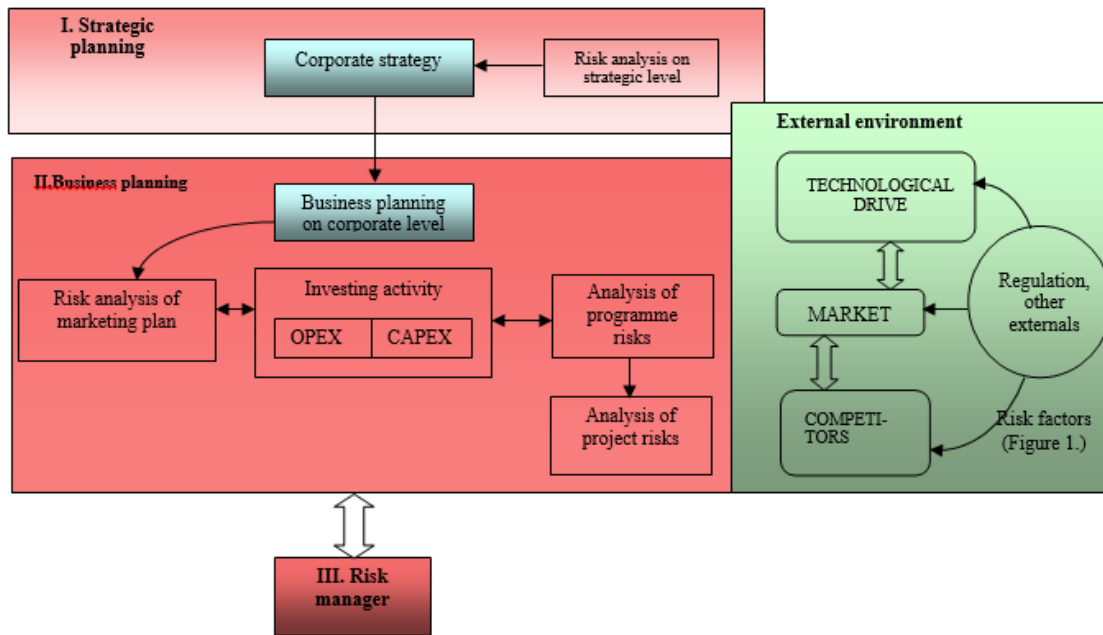 I. Strategic
planning
Corporate strategy
Risk analysis on
strategic level
External environment
II.Business planning
Business planning
on corporate level
TECHNOLOGICAL
DRIVE
Risk analysis of
marketing plan
Investing activity
OPEX
CAPEX
Analysis of
programme
risks
Regulation,
other
externals
MARKET
Analysis of
project risks
COMPETI-
TORS
Risk factors
(Figure 1.)
III. Risk
manager